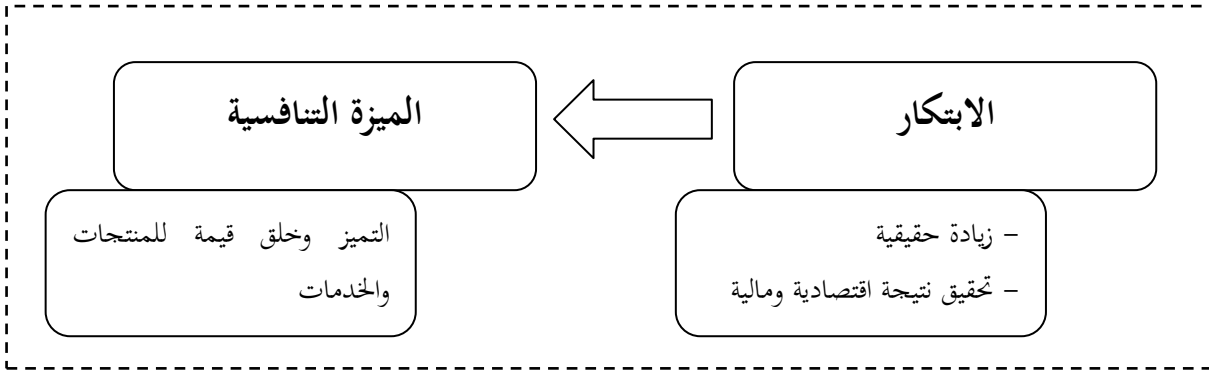 الابتكار
– زيادة حقيقية
– تحقيق نتيجة اقتصادية ومالية
الميزة التنافسية
التميز وخلق قيمة للمنتجات
والخدمات